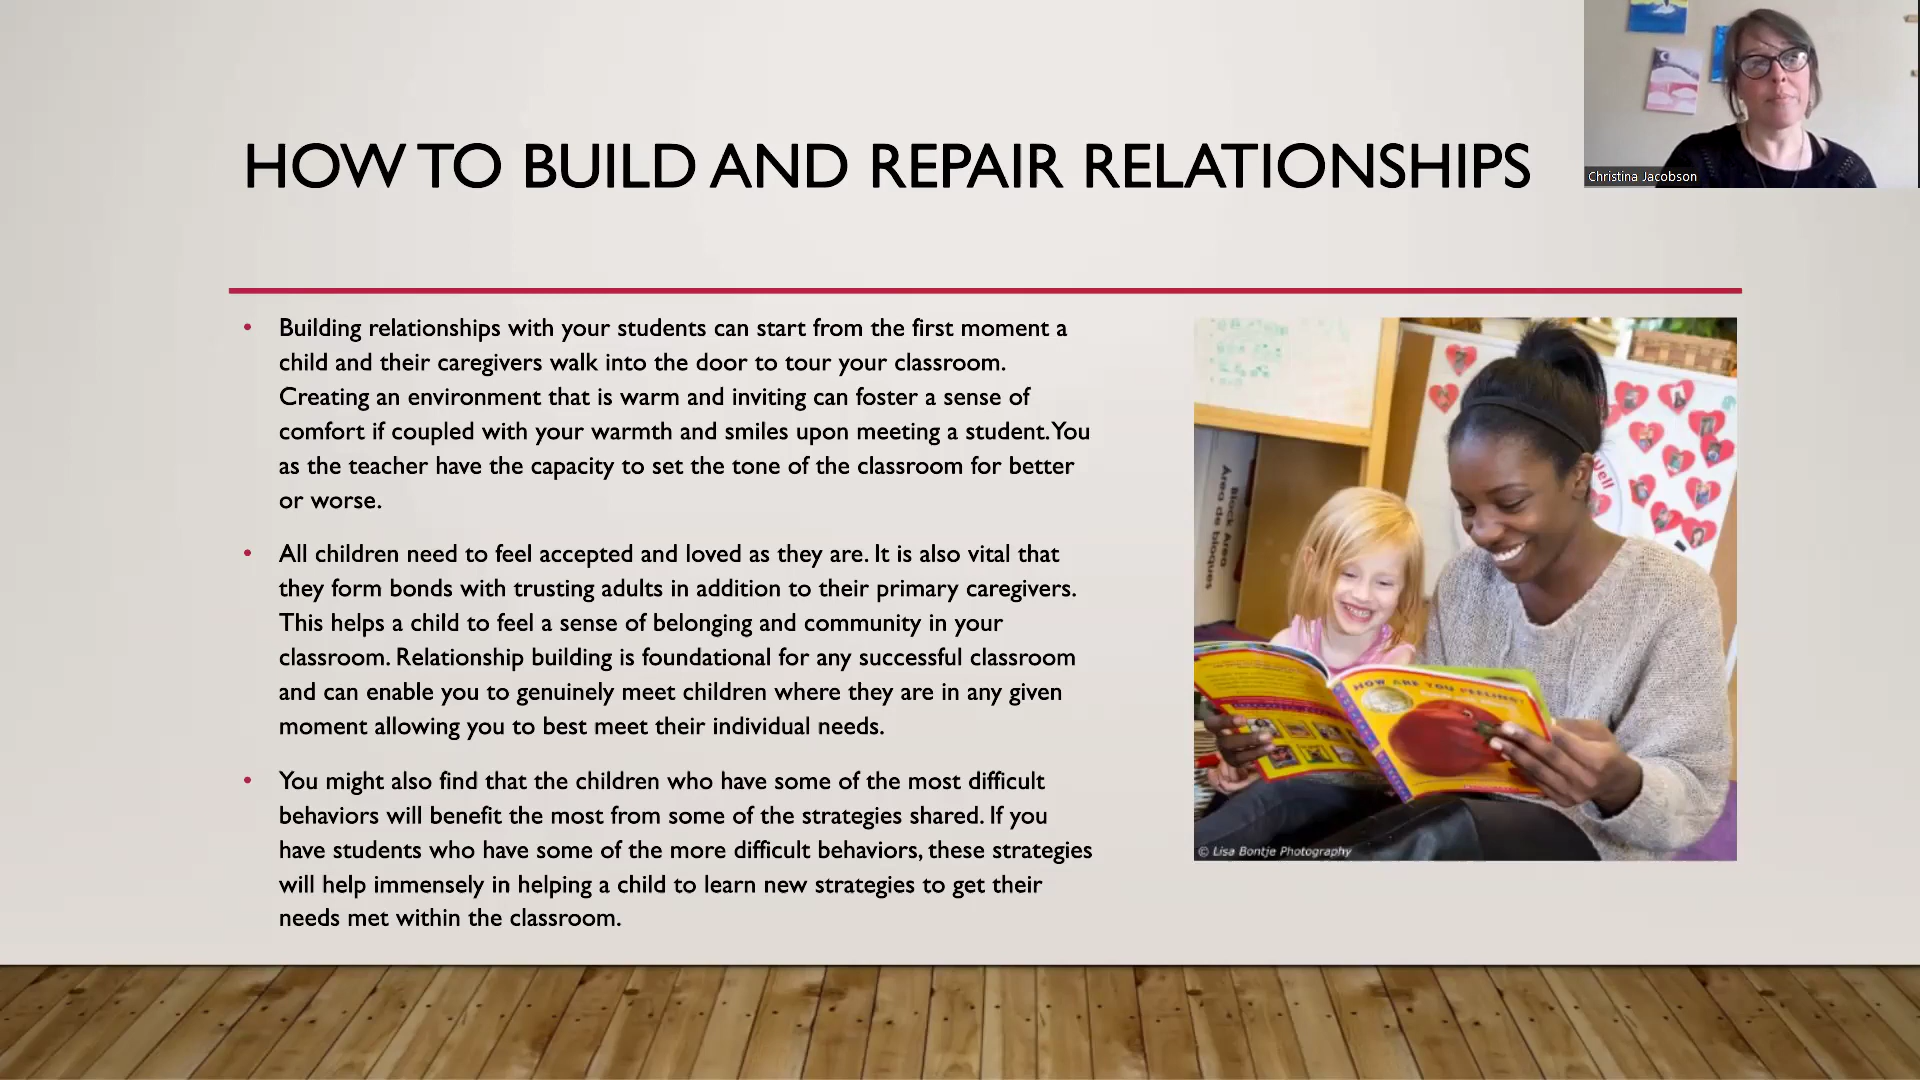 HOW TO BUILD AND REPAIR RELATIONSHIPS
Christina Jacobson
• Building relationships with your students can start from the first moment a
child and their caregivers walk into the door to tour your classroom.
Creating an environment that is warm and inviting can foster a sense of
comfort if coupled with your warmth and smiles upon meeting a student. You
as the teacher have the capacity to set the tone of the classroom for better
or worse.
• All children need to feel accepted and loved as they are. It is also vital that
they form bonds with trusting adults in addition to their primary caregivers.
This helps a child to feel a sense of belonging and community in your
classroom. Relationship building is foundational for any successful classroom
and can enable you to genuinely meet children where they are in any given
moment allowing you to best meet their individual needs.
• You might also find that the children who have some of the most difficult
behaviors will benefit the most from some of the strategies shared. If you
have students who have some of the more difficult behaviors, these strategies
will help immensely in helping a child to learn new strategies to get their
needs met within the classroom.
Well
Block Area
Área de bloques
HOW ARE YOU FEELING?
© Lisa Bontje Photography